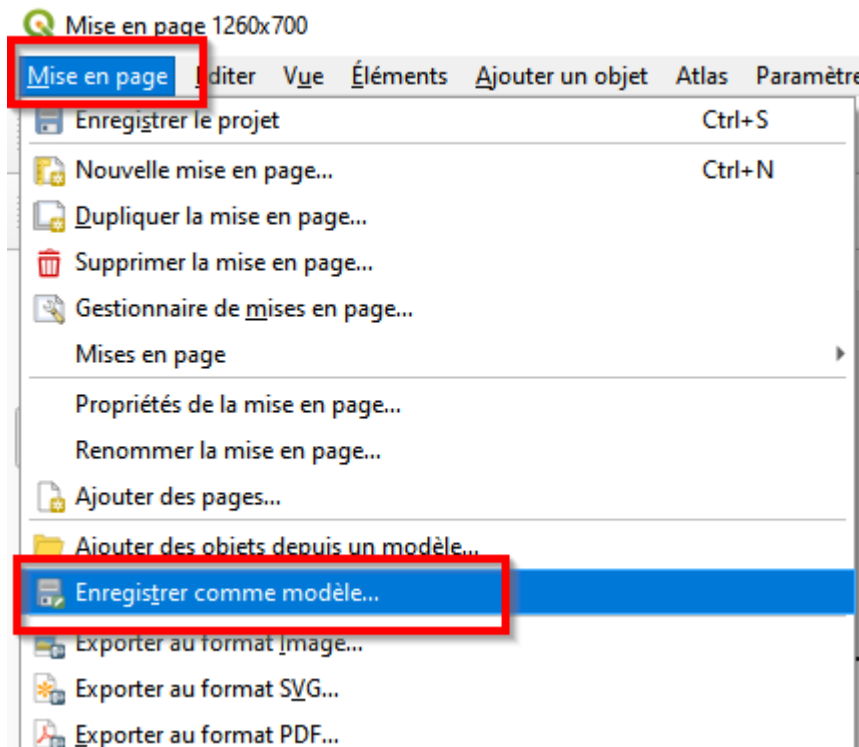 Mise en page 1260x700
Mise en page Editer Vue Éléments Ajouter un objet Atlas Paramètre
Enregistrer le projet Ctrl+S
Nouvelle mise en page... Ctrl+N
Dupliquer la mise en page...
Supprimer la mise en page...
Gestionnaire de mises en page...
Mises en page
Propriétés de la mise en page...
Renommer la mise en page...
Ajouter des pages...
Ajouter des objets depuis un modèle...
Enregistrer comme modèle...
Exporter au format Image...
Exporter au format SVG...
Exporter au format PDF...